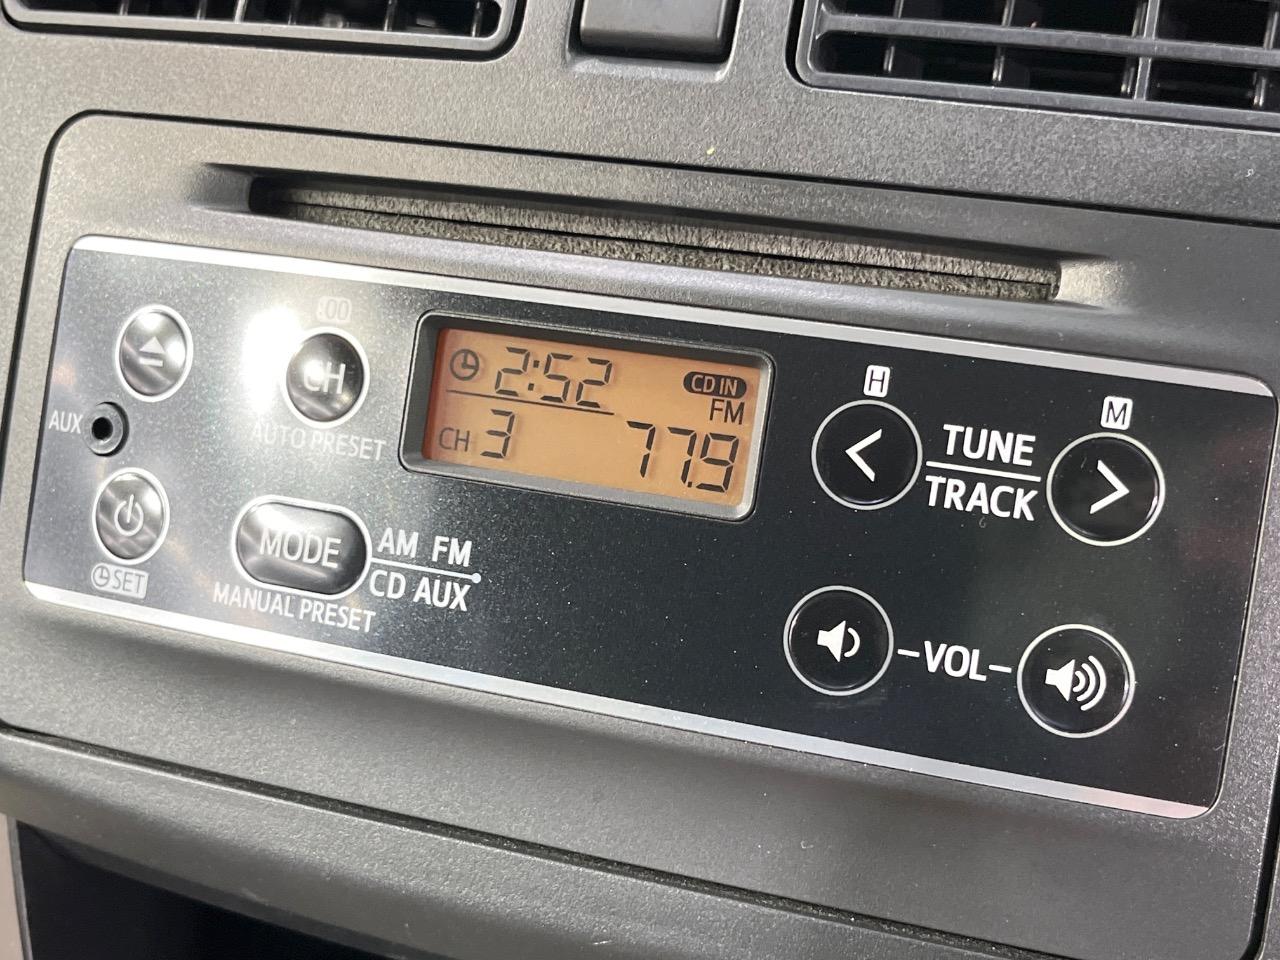 :00
CH
AUTO PRESET
AUX
SET
MODE
AM FM
CD AUX
MANUAL PRESET
2:52
CD IN
FM
CH 3
77.9
H
M
TUNE
TRACK
VOL